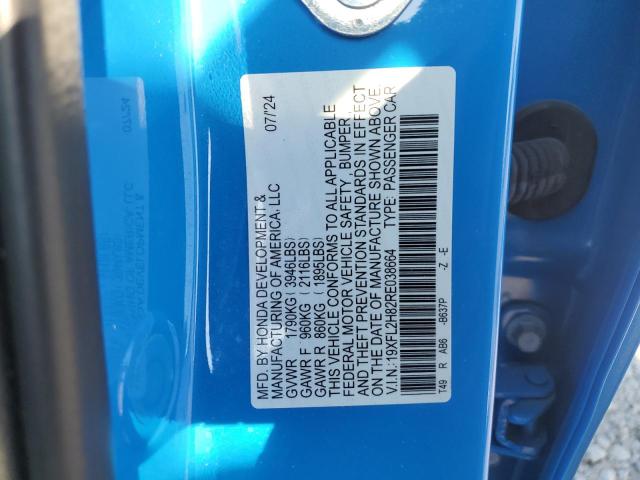 MFD. BY HONDA DEVELOPMENT & 07/'24
MANUFACTURING OF AMERICA, LLC
GVWR 1790KG (3946LBS)
GAWR F 960KG (2116LBS)
GAWR R 860KG (1895LBS)
THIS VEHICLE CONFORMS TO ALL APPLICABLE
FEDERAL MOTOR VEHICLE SAFETY, BUMPER,
AND THEFT PREVENTION STANDARDS IN EFFECT
ON THE DATE OF MANUFACTURE SHOWN ABOVE.
V.I.N.: 19XFL2H82RE038664 TYPE: PASSENGER CAR
T49 R AB6 -B637P -Z -E